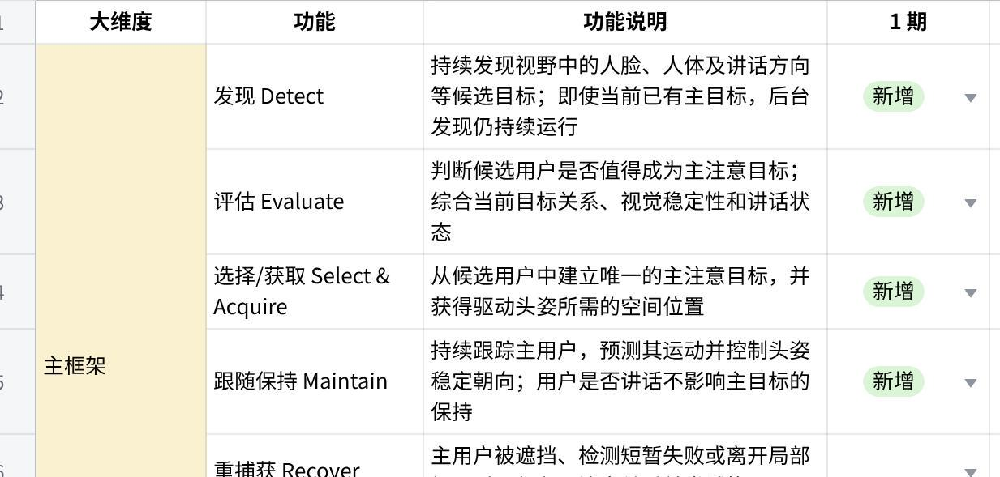 大维度 功能 功能说明 1 期
主框架
发现 Detect
持续发现视野中的人脸、人体及讲话方向
等候选目标；即使当前已有主目标，后台
发现仍持续运行
新增
评估 Evaluate
判断候选用户是否值得成为主注意目标；
综合当前目标关系、视觉稳定性和讲话状
态
新增
选择/获取 Select &
Acquire
从候选用户中建立唯一的主注意目标，并
获得驱动头姿所需的空间位置
新增
跟随保持 Maintain
持续跟踪主用户，预测其运动并控制头姿
稳定朝向；用户是否讲话不影响主目标的
保持
新增
重捕获 Recover
主用户被遮挡、检测短暂失败或离开局部